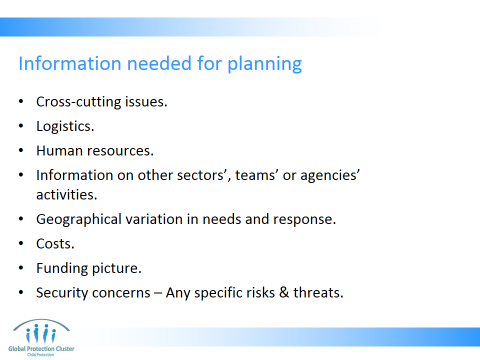 Information needed for planning
• Cross-cutting issues.
• Logistics.
• Human resources.
• Information on other sectors’, teams’ or agencies’
activities.
• Geographical variation in needs and response.
• Costs.
• Funding picture.
• Security concerns – Any specific risks & threats.
Global Protection Cluster
Child Protection